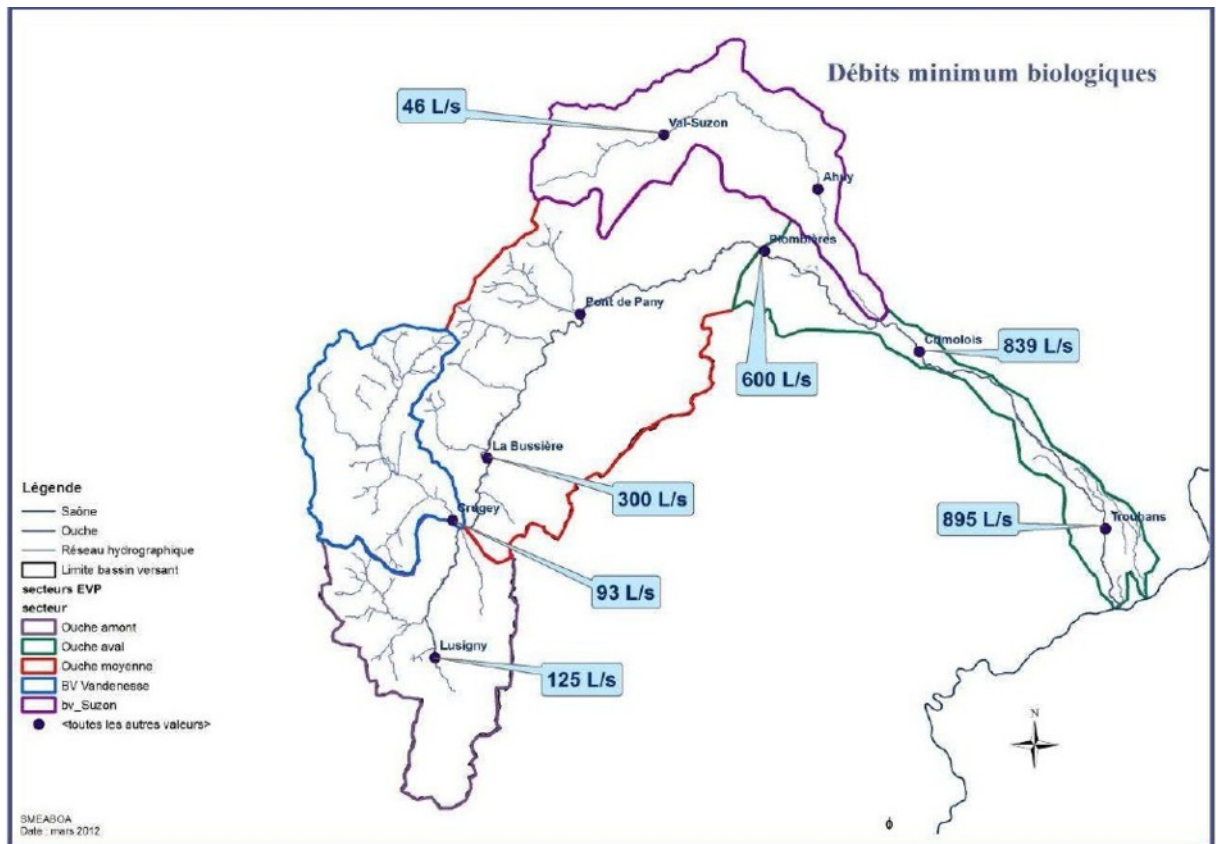 Débits minimum biologiques
46 L/s
Val-Suzon
Ahuy
Plombières
Pont de Pany
Crimolois
839 L/s
600 L/s
La Bussière
300 L/s
Crugey
895 L/s
Trouhans
93 L/s
Lusigny
125 L/s
Légende
Saône
Ouche
Réseau hydrographique
Limite bassin versant
secteurs EVP
secteur
Ouche amont
Ouche aval
Ouche moyenne
BV Vandenesse
bv_Suzon
<toutes les autres valeurs>
N
ϕ
SMEABOA
Date : mars 2012